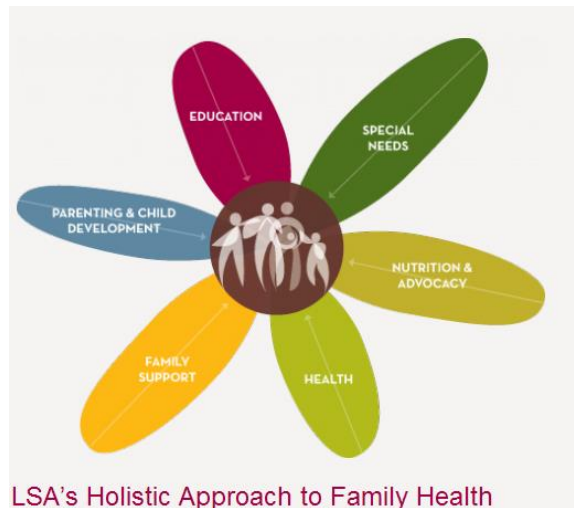 EDUCATION
SPECIAL
NEEDS
PARENTING & CHILD
DEVELOPMENT
NUTRITION &
ADVOCACY
FAMILY
SUPPORT
HEALTH
LSA's Holistic Approach to Family Health